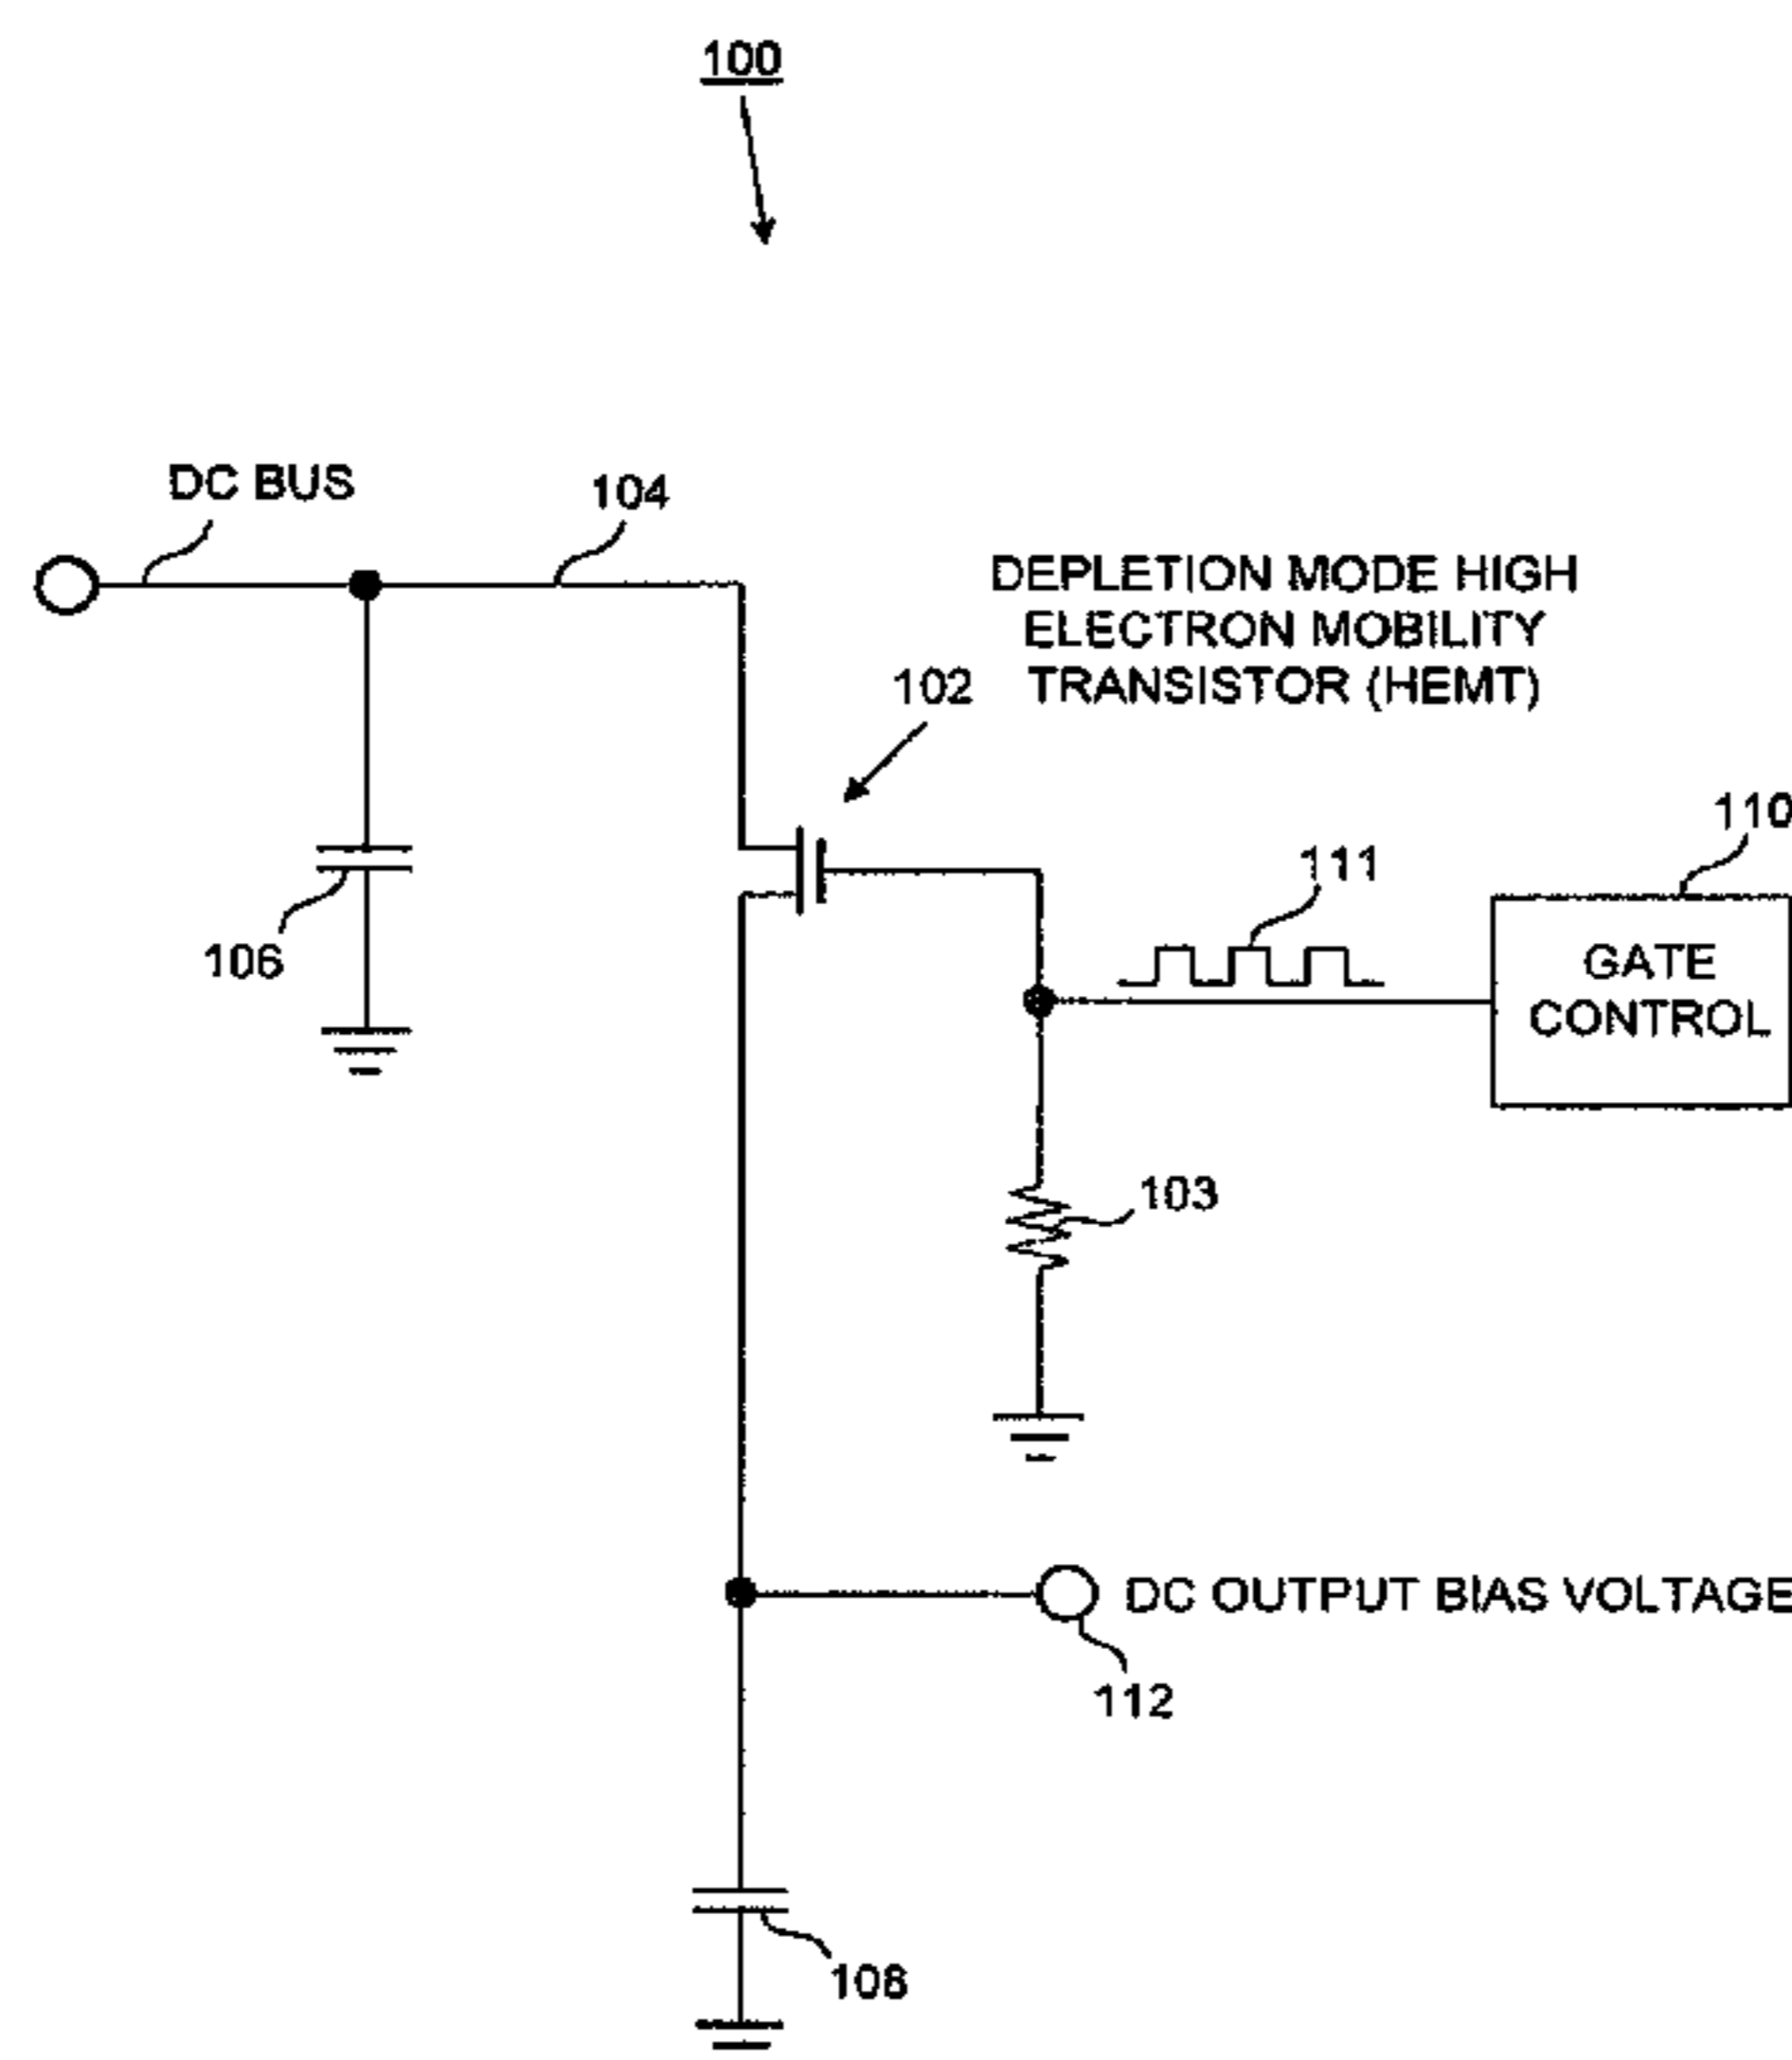 100
DC BUS
104
DEPLETION MODE HIGH
ELECTRON MOBILITY
TRANSISTOR (HEMT)
102
110
111
106
GATE
CONTROL
103
DC OUTPUT BIAS VOLTAGE
112
108